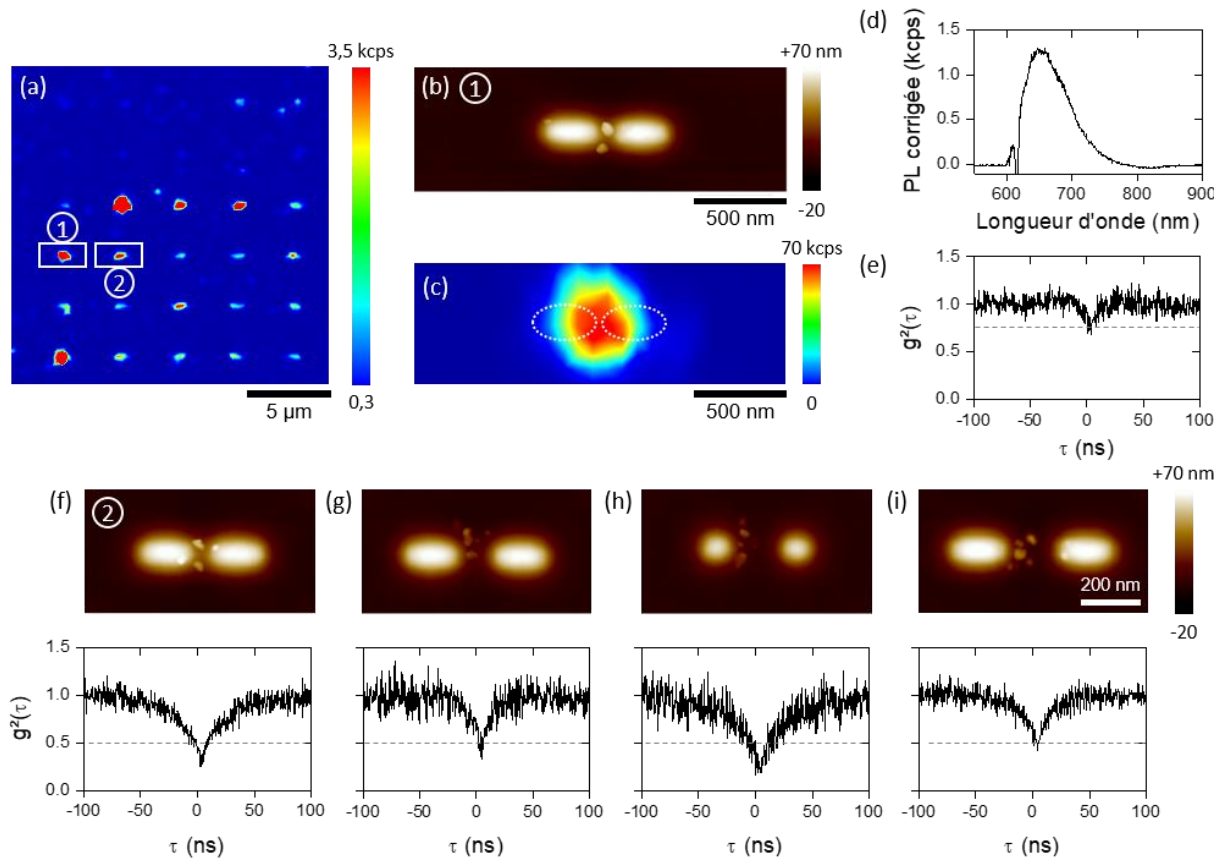 (a)
3,5 kcps
0,3
1
2
5 µm
(b)
1
+70 nm
-20
500 nm
(c)
70 kcps
0
500 nm
(d)
PL corrigée (kcps)
1.5
1.0
0.5
0.0
600 700 800 900
Longueur d'onde (nm)
(e)
g²(τ)
1.5
1.0
0.5
0.0
-100 -50 0 50 100
τ (ns)
(f)
2
(g)
(h)
(i)
200 nm
+70 nm
-20
g²(τ)
1.5
1.0
0.5
0.0
-100 -50 0 50 100
τ (ns)
-100 -50 0 50 100
τ (ns)
-100 -50 0 50 100
τ (ns)
-100 -50 0 50 100
τ (ns)